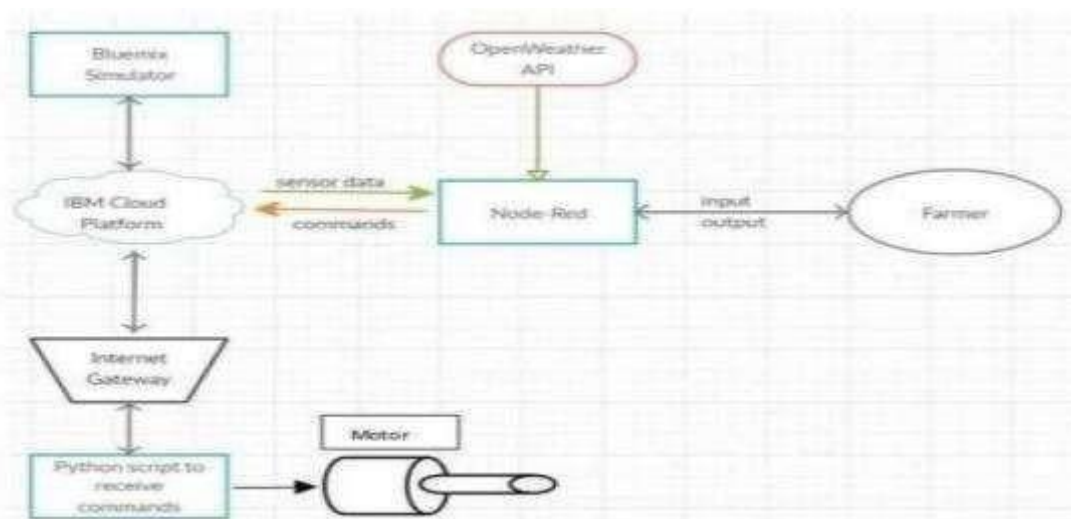 Bluemix
Simulator
OpenWeather
API
IBM Cloud
Platform
sensor data
commands
Node-Red
input
output
Farmer
Internet
Gateway
Motor
Python script to
receive
commands